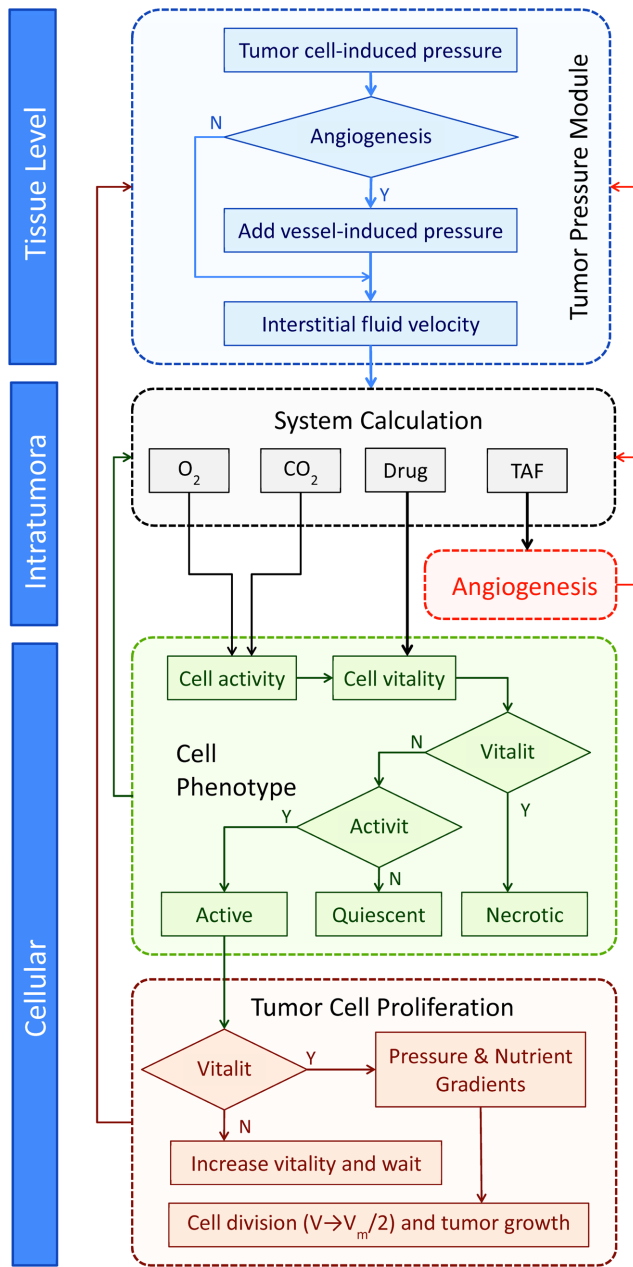 Tissue Level
Tumor cell-induced pressure
Angiogenesis
N
Y
Add vessel-induced pressure
Interstitial fluid velocity
Tumor Pressure Module
Intratumora
System Calculation
O2
CO2
Drug
TAF
Angiogenesis
Cellular
Cell activity
Cell vitality
Cell
Phenotype
Vitalit
N
Y
Activit
Y
N
Active
Quiescent
Necrotic
Tumor Cell Proliferation
Vitalit
Y
N
Pressure & Nutrient
Gradients
Increase vitality and wait
Cell division (V→Vm/2) and tumor growth